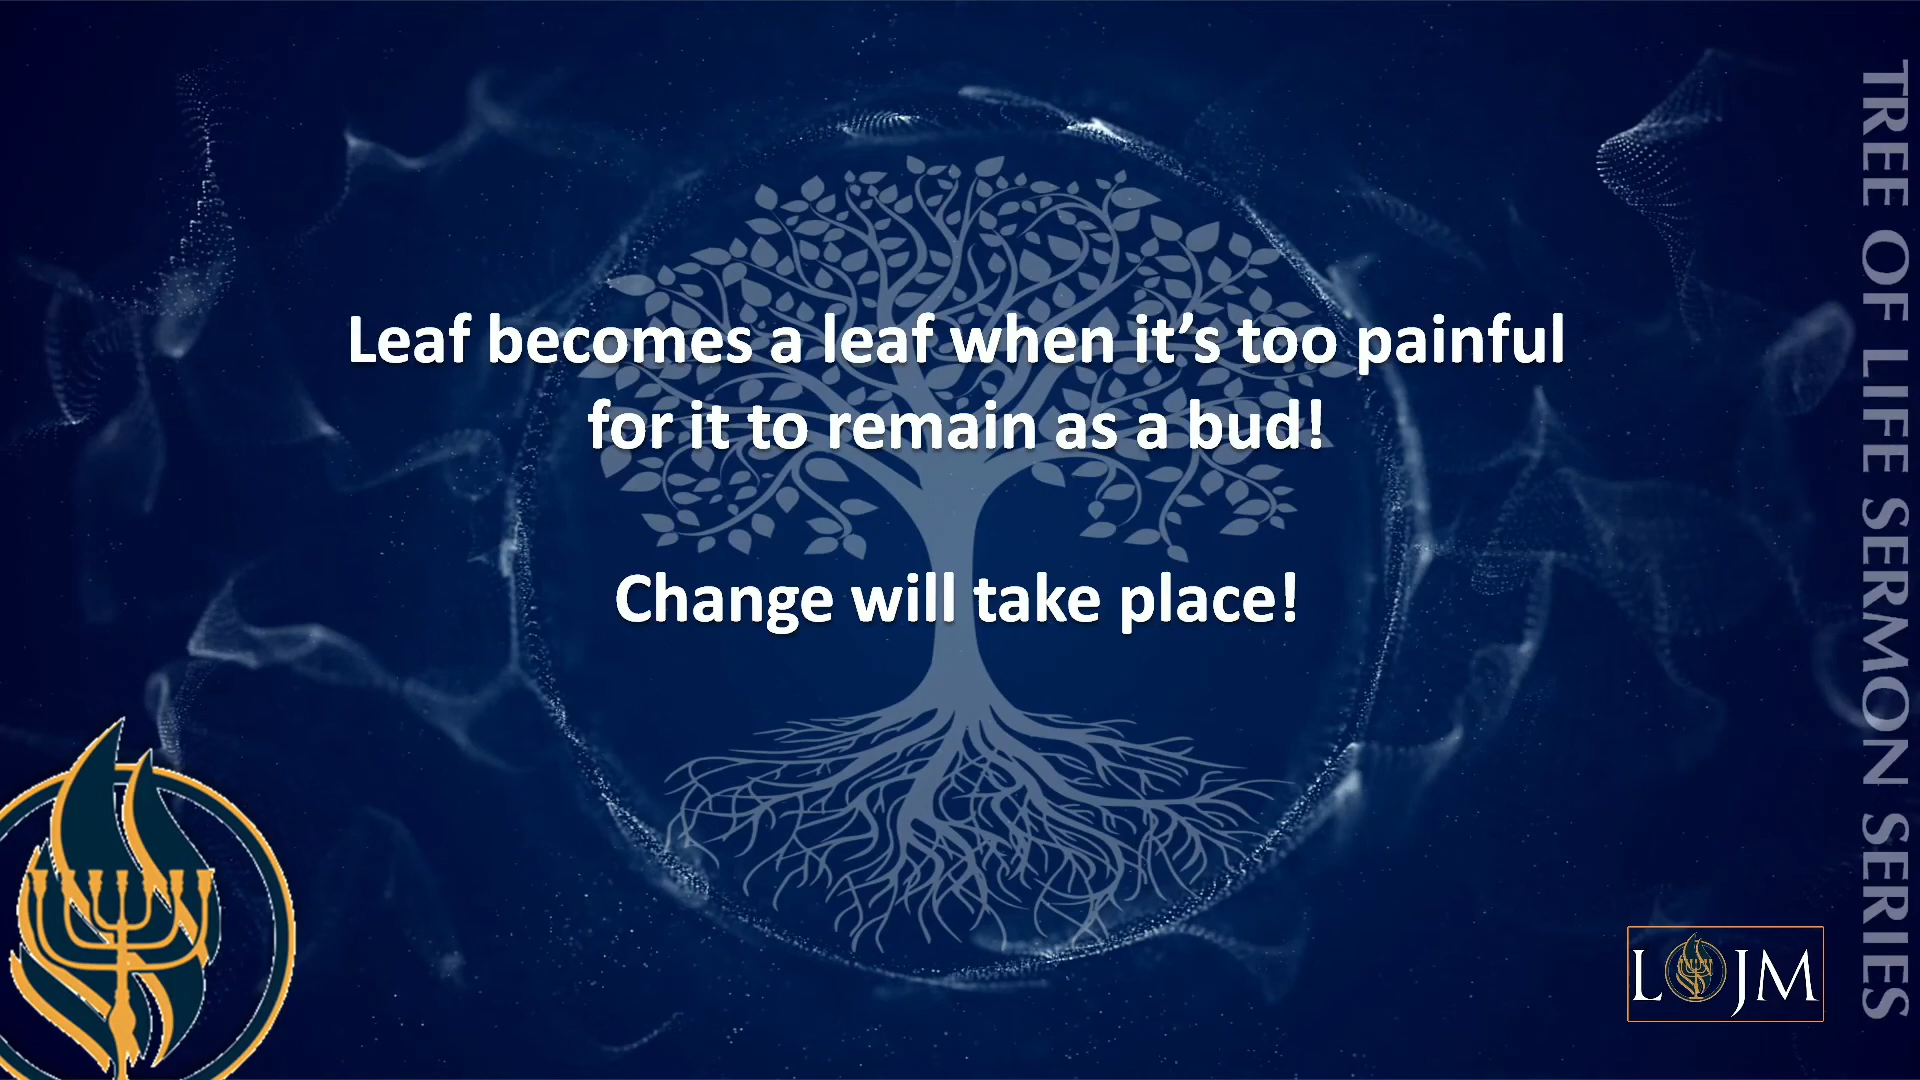 Leaf becomes a leaf when it’s too painful
for it to remain as a bud!
Change will take place!
TREE OF LIFE SERMON SERIES
LOJM